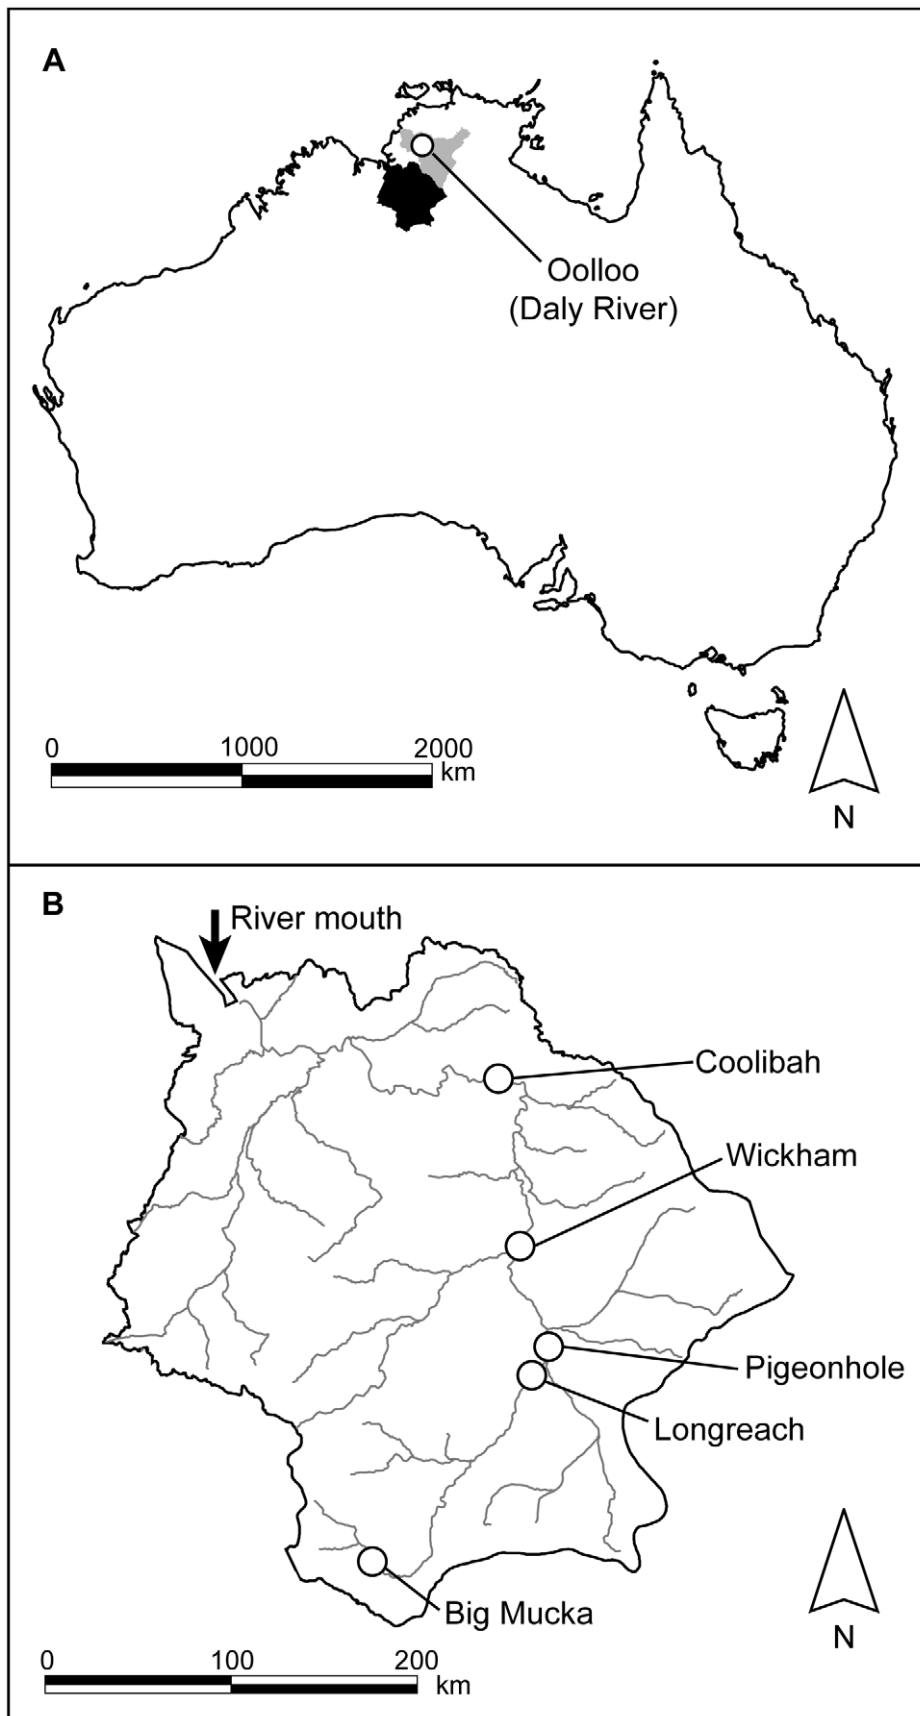 A
Oolloo
(Daly River)
0 1000 2000
km
N
B
River mouth
Coolibah
Wickham
Pigeonhole
Longreach
Big Mucka
N
0 100 200
km